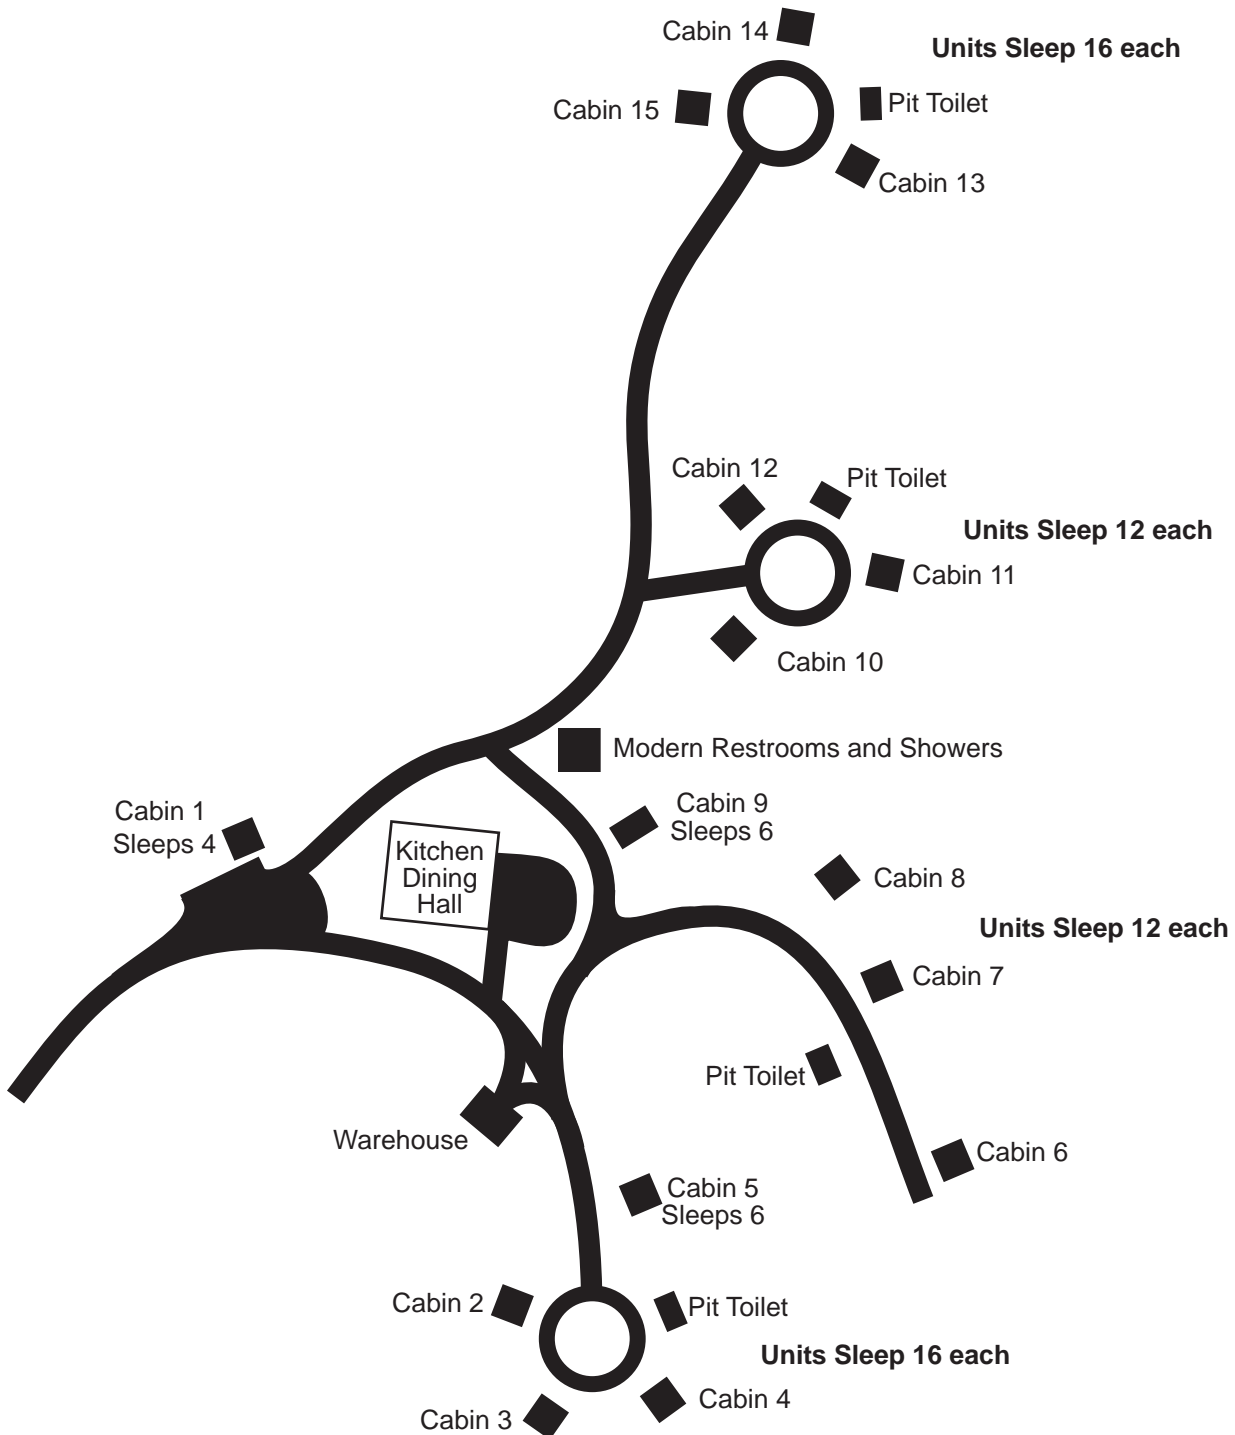 Cabin 14
Units Sleep 16 each
Cabin 15
Pit Toilet
Cabin 13
Cabin 12
Pit Toilet
Units Sleep 12 each
Cabin 11
Cabin 10
Modern Restrooms and Showers
Cabin 1
Sleeps 4
Cabin 9
Sleeps 6
Kitchen
Dining
Hall
Cabin 8
Units Sleep 12 each
Cabin 7
Pit Toilet
Warehouse
Cabin 6
Cabin 5
Sleeps 6
Cabin 2
Pit Toilet
Units Sleep 16 each
Cabin 4
Cabin 3